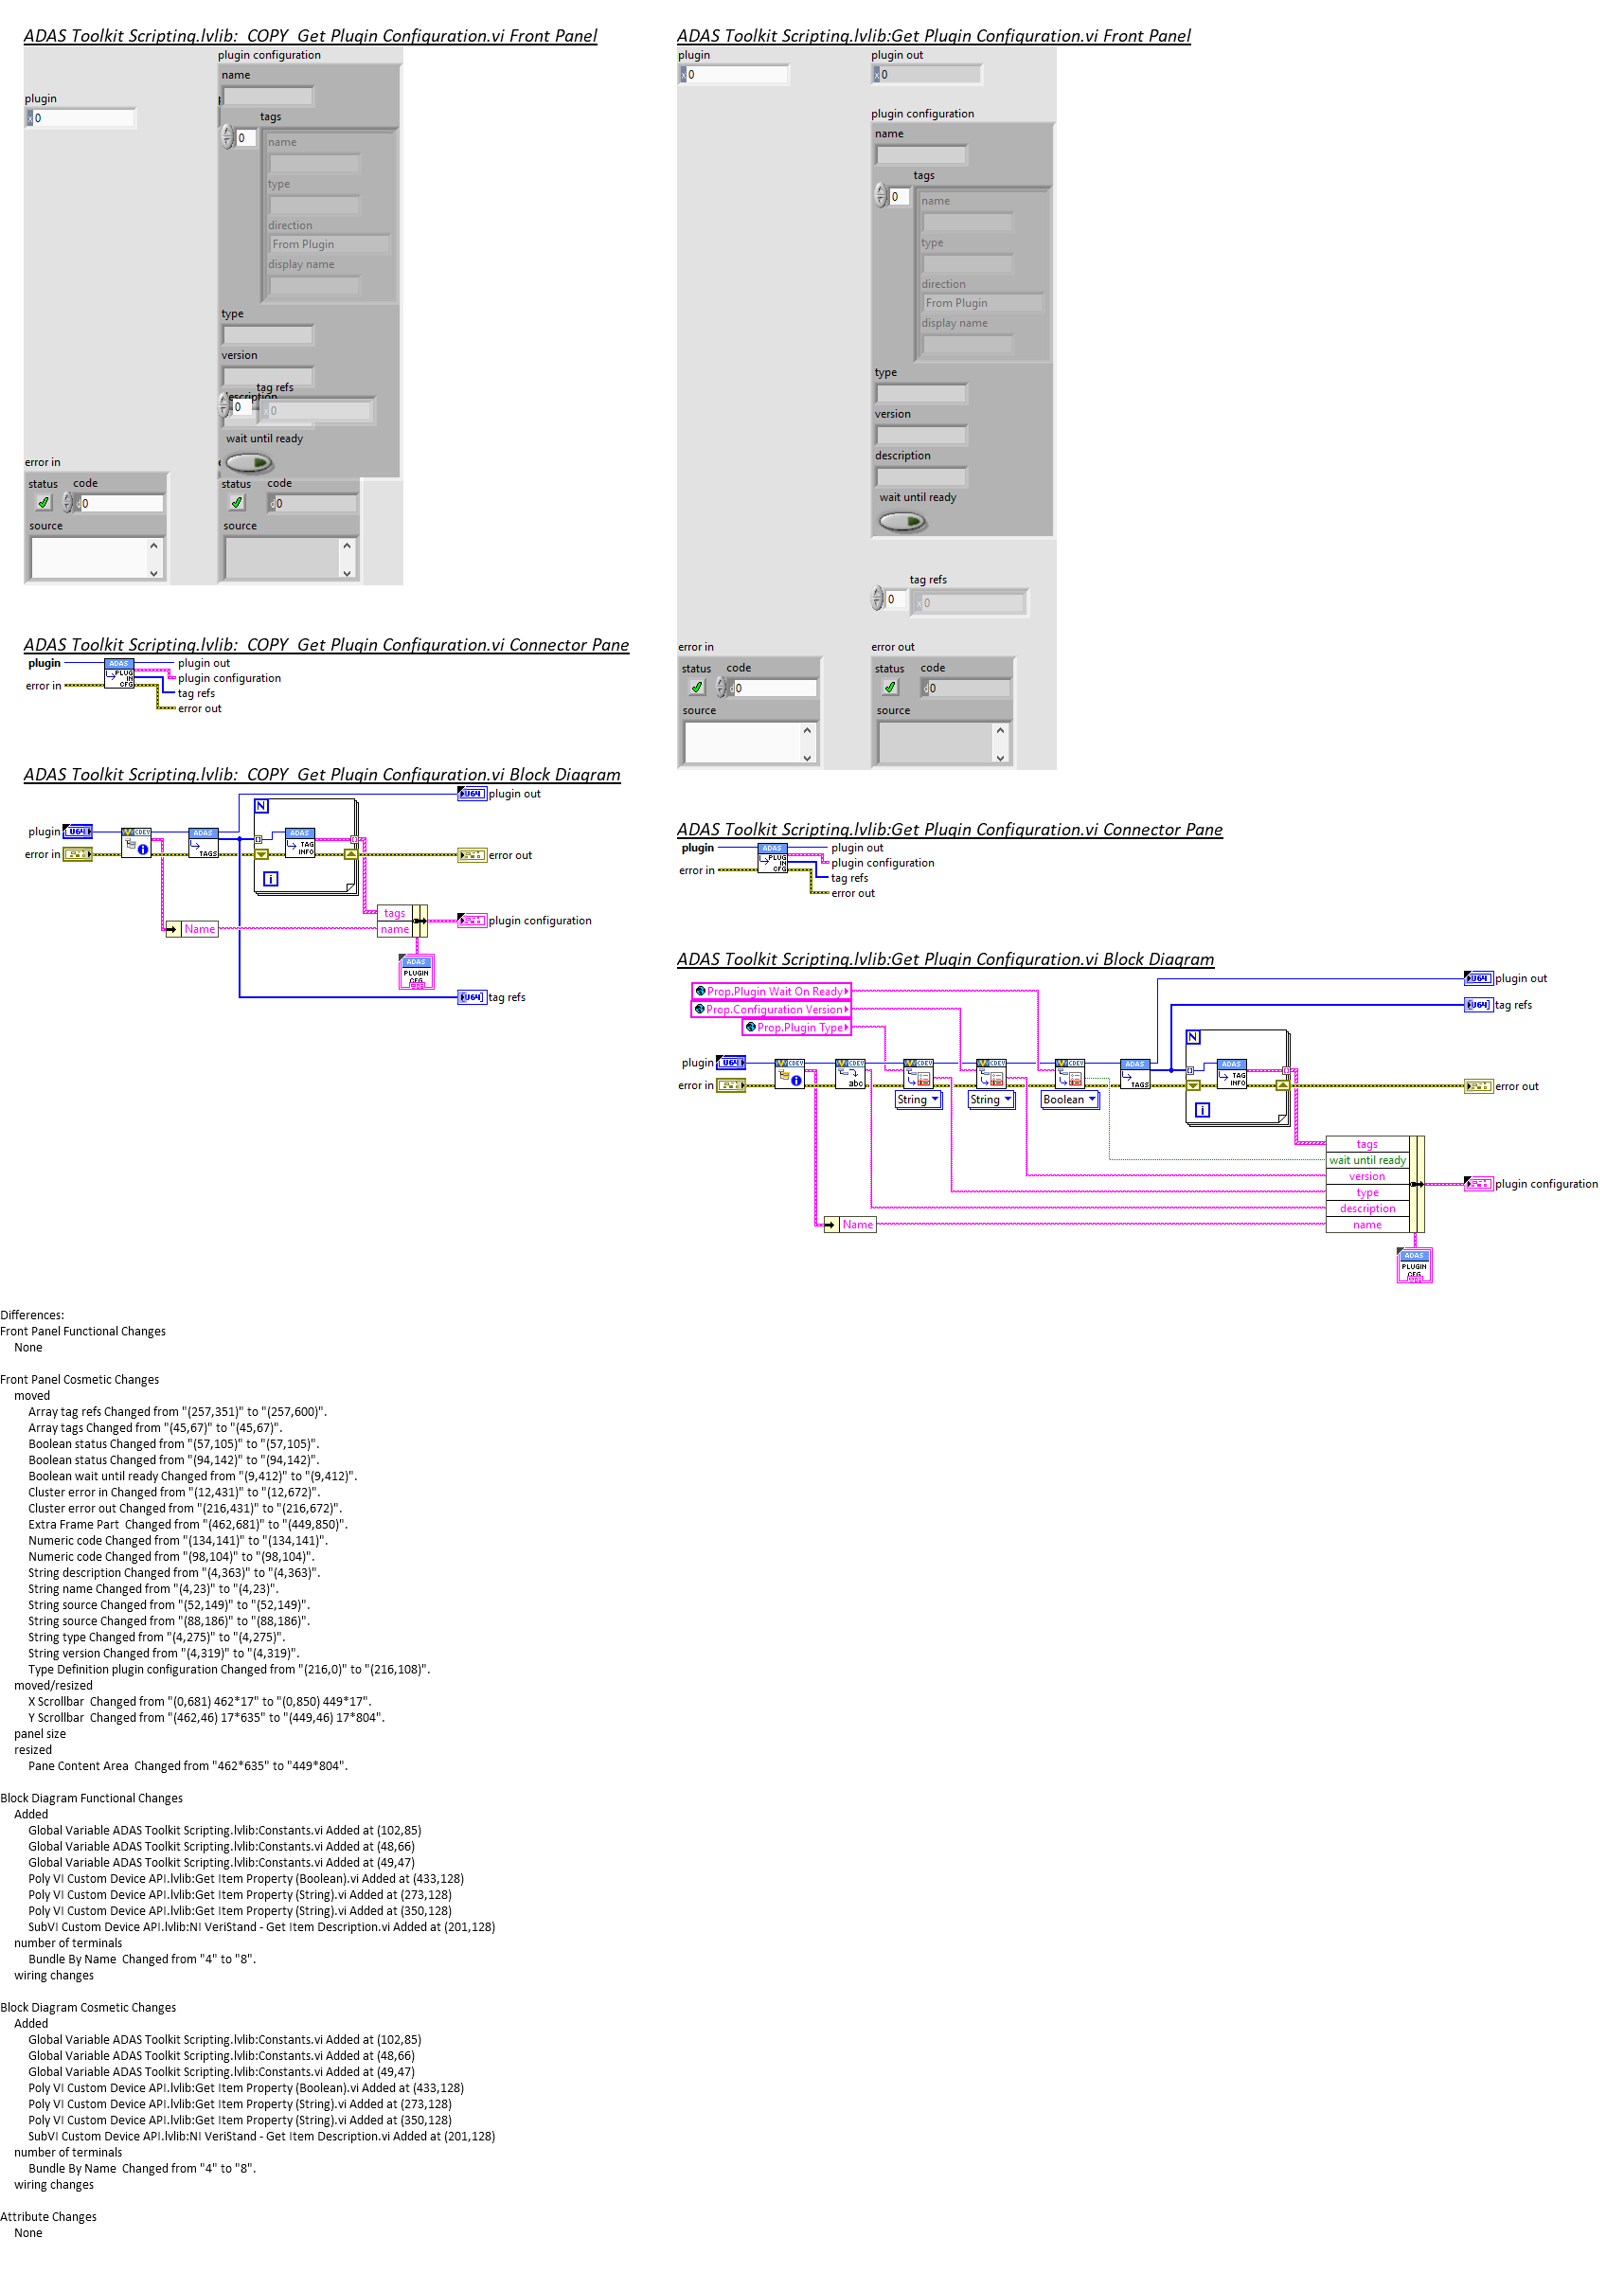 ADAS Toolkit Scripting.lvlib:  COPY  Get Plugin Configuration.vi Front Panel
plugin configuration
name
plugin
0
tags
0
name
type
direction
From Plugin
display name
type
version
tag refs
description
0
0
wait until ready
error in
status code
0
source
status code
0
source
ADAS Toolkit Scripting.lvlib:  COPY  Get Plugin Configuration.vi Connector Pane
plugin
error in
ADAS
PLUG
IN
CFG
plugin out
plugin configuration
tag refs
error out
ADAS Toolkit Scripting.lvlib:  COPY  Get Plugin Configuration.vi Block Diagram
plugin out
N
plugin
U64
CDEV
ADAS
TAGS
ADAS
TAG
INFO
error in
error out
i
tags
name
plugin configuration
Name
ADAS
PLUGIN
CFG
tag refs
ADAS Toolkit Scripting.lvlib:Get Plugin Configuration.vi Front Panel
plugin
0
plugin out
0
plugin configuration
name
tags
0
name
type
direction
From Plugin
display name
type
version
description
wait until ready
tag refs
0
0
error in
status code
0
source
error out
status code
0
source
ADAS Toolkit Scripting.lvlib:Get Plugin Configuration.vi Connector Pane
plugin
error in
ADAS
PLUG
IN
CFG
plugin out
plugin configuration
tag refs
error out
ADAS Toolkit Scripting.lvlib:Get Plugin Configuration.vi Block Diagram
plugin out
Prop.Plugin Wait On Ready
tag refs
Prop.Configuration Version
Prop.Plugin Type
N
plugin
U64
CDEV
CDEV
abc
CDEV
CDEV
CDEV
ADAS
TAGS
ADAS
TAG
INFO
error in
error out
String
String
Boolean
i
tags
wait until ready
version
type
description
name
plugin configuration
Name
ADAS
PLUGIN
CFG
Differences:
Front Panel Functional Changes
None
Front Panel Cosmetic Changes
moved
Array tag refs Changed from "(257,351)" to "(257,600)".
Array tags Changed from "(45,67)" to "(45,67)".
Boolean status Changed from "(57,105)" to "(57,105)".
Boolean status Changed from "(94,142)" to "(94,142)".
Boolean wait until ready Changed from "(9,412)" to "(9,412)".
Cluster error in Changed from "(12,431)" to "(12,672)".
Cluster error out Changed from "(216,431)" to "(216,672)".
Extra Frame Part  Changed from "(462,681)" to "(449,850)".
Numeric code Changed from "(134,141)" to "(134,141)".
Numeric code Changed from "(98,104)" to "(98,104)".
String description Changed from "(4,363)" to "(4,363)".
String name Changed from "(4,23)" to "(4,23)".
String source Changed from "(52,149)" to "(52,149)".
String source Changed from "(88,186)" to "(88,186)".
String type Changed from "(4,275)" to "(4,275)".
String version Changed from "(4,319)" to "(4,319)".
Type Definition plugin configuration Changed from "(216,0)" to "(216,108)".
moved/resized
X Scrollbar  Changed from "(0,681) 462*17" to "(0,850) 449*17".
Y Scrollbar  Changed from "(462,46) 17*635" to "(449,46) 17*804".
panel size
resized
Pane Content Area  Changed from "462*635" to "449*804".
Block Diagram Functional Changes
Added
Global Variable ADAS Toolkit Scripting.lvlib:Constants.vi Added at (102,85)
Global Variable ADAS Toolkit Scripting.lvlib:Constants.vi Added at (48,66)
Global Variable ADAS Toolkit Scripting.lvlib:Constants.vi Added at (49,47)
Poly VI Custom Device API.lvlib:Get Item Property (Boolean).vi Added at (433,128)
Poly VI Custom Device API.lvlib:Get Item Property (String).vi Added at (273,128)
Poly VI Custom Device API.lvlib:Get Item Property (String).vi Added at (350,128)
SubVI Custom Device API.lvlib:NI VeriStand - Get Item Description.vi Added at (201,128)
number of terminals
Bundle By Name  Changed from "4" to "8".
wiring changes
Block Diagram Cosmetic Changes
Added
Global Variable ADAS Toolkit Scripting.lvlib:Constants.vi Added at (102,85)
Global Variable ADAS Toolkit Scripting.lvlib:Constants.vi Added at (48,66)
Global Variable ADAS Toolkit Scripting.lvlib:Constants.vi Added at (49,47)
Poly VI Custom Device API.lvlib:Get Item Property (Boolean).vi Added at (433,128)
Poly VI Custom Device API.lvlib:Get Item Property (String).vi Added at (273,128)
Poly VI Custom Device API.lvlib:Get Item Property (String).vi Added at (350,128)
SubVI Custom Device API.lvlib:NI VeriStand - Get Item Description.vi Added at (201,128)
number of terminals
Bundle By Name  Changed from "4" to "8".
wiring changes
Attribute Changes
None